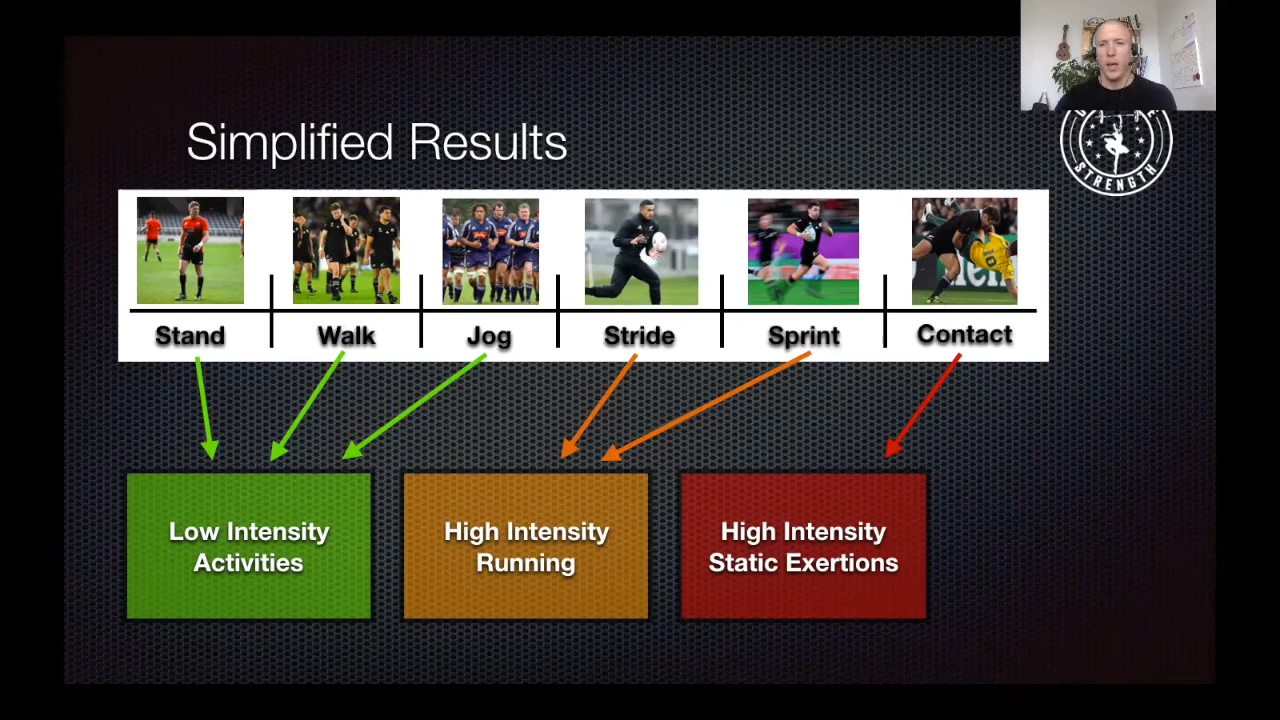 Simplified Results
STRENGTH
Stand
Walk
Jog
Stride
Sprint
Contact
Low Intensity
Activities
High Intensity
Running
High Intensity
Static Exertions